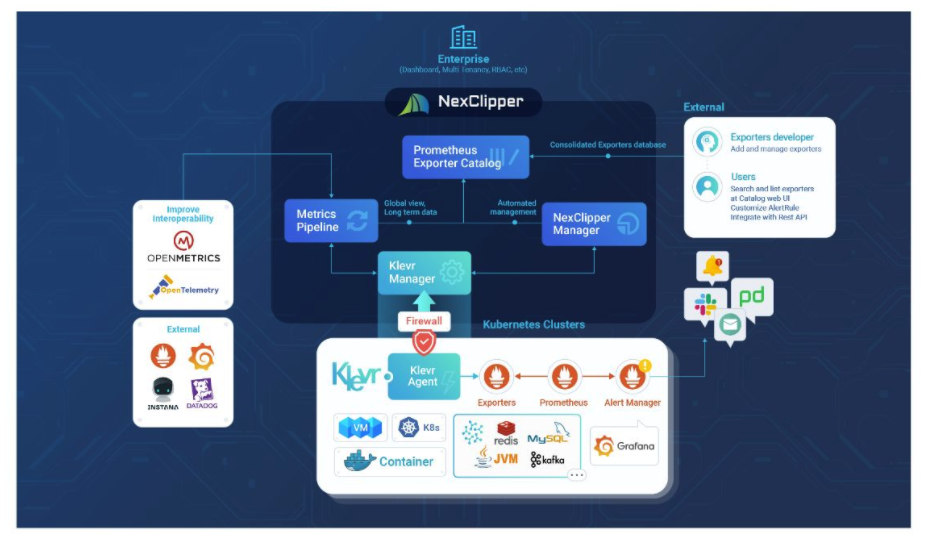 Enterprise
(Dashboard, Multi Tenancy, RBAC, etc)
NexClipper
External
Prometheus
Exporter Catalog
Consolidated Exporters database
Exporters developer
Add and manage exporters
Users
Search and list exporters
at Catalog web UI
Customize AlertRule
Integrate with Rest API
Improve
Interoperability
OPENMETRICS
OpenTelemetry
Metrics
Pipeline
Global view,
Long term data
Automated
management
NexClipper
Manager
Klevr
Manager
Firewall
Kubernetes Clusters
pd
External
INSTANA
DATADOG
Klevr
Klevr
Agent
Exporters
Prometheus
Alert Manager
VM
K8s
Container
redis
MySQL
JVM
kafka
Grafana